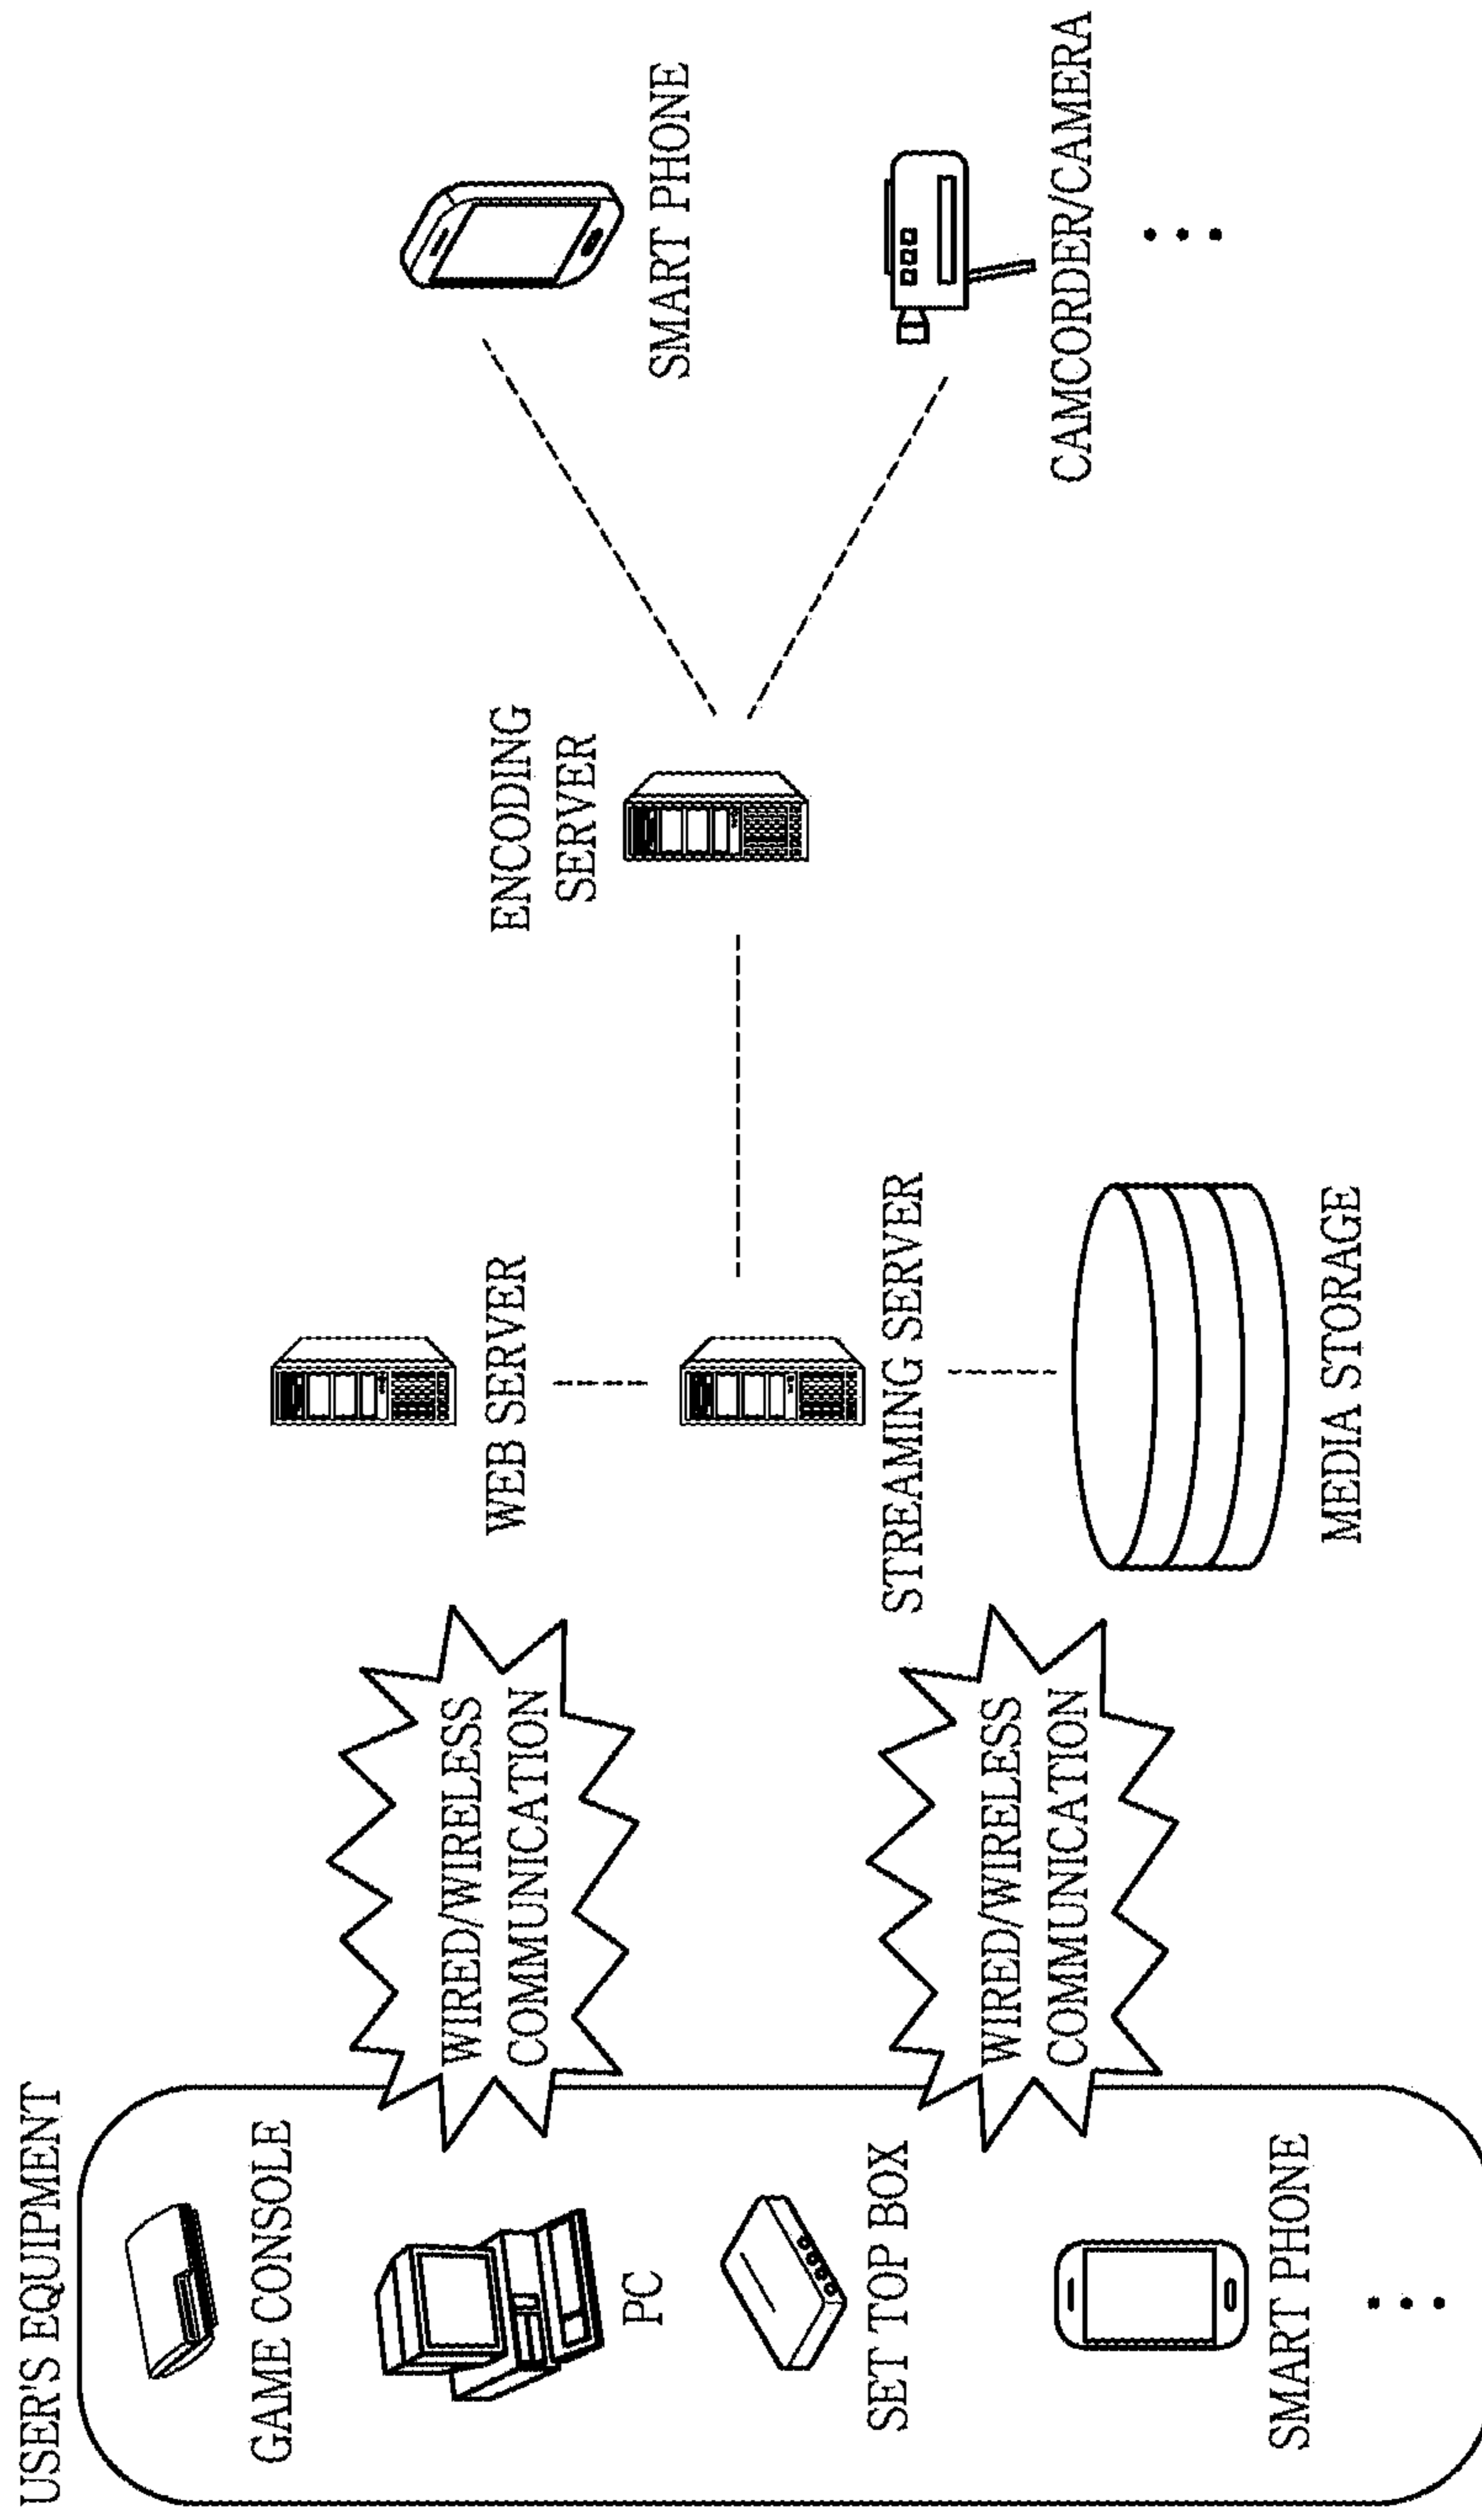 USER'S EQUIPMENT
GAME CONSOLE
PC
SET TOP BOX
SMART PHONE
WIRED/WIRELESS
COMMUNICATION
WIRED/WIRELESS
COMMUNICATION
WEB SERVER
STREAMING SERVER
MEDIA STORAGE
ENCODING
SERVER
SMART PHONE
CAMCORDER/CAMERA